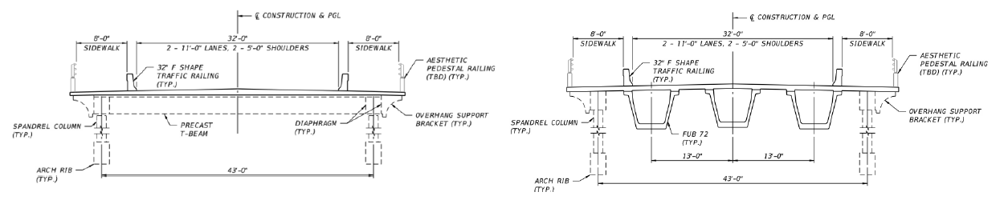 ℄ CONSTRUCTION & PGL
8'-0"
32'-0"
8'-0"
SIDEWALK
2 - 11'-0" LANES, 2 - 5'-0" SHOULDERS
SIDEWALK
32" F SHAPE
TRAFFIC RAILING
(TYP.)
AESTHETIC
PEDESTAL RAILING
(TBD) (TYP.)
SPANDREL COLUMN
(TYP.)
PRECAST
T-BEAM
DIAPHRAGM
(TYP.)
OVERHANG SUPPORT
BRACKET (TYP.)
ARCH RIB
(TYP.)
43'-0"
℄ CONSTRUCTION & PGL
8'-0"
32'-0"
8'-0"
SIDEWALK
2 - 11'-0" LANES, 2 - 5'-0" SHOULDERS
SIDEWALK
32" F SHAPE
TRAFFIC RAILING
(TYP.)
AESTHETIC
PEDESTAL RAILING
(TBD) (TYP.)
SPANDREL COLUMN
(TYP.)
FUB 72
(TYP.)
OVERHANG SUPPORT
BRACKET (TYP.)
13'-0"
13'-0"
ARCH RIB
(TYP.)
43'-0"